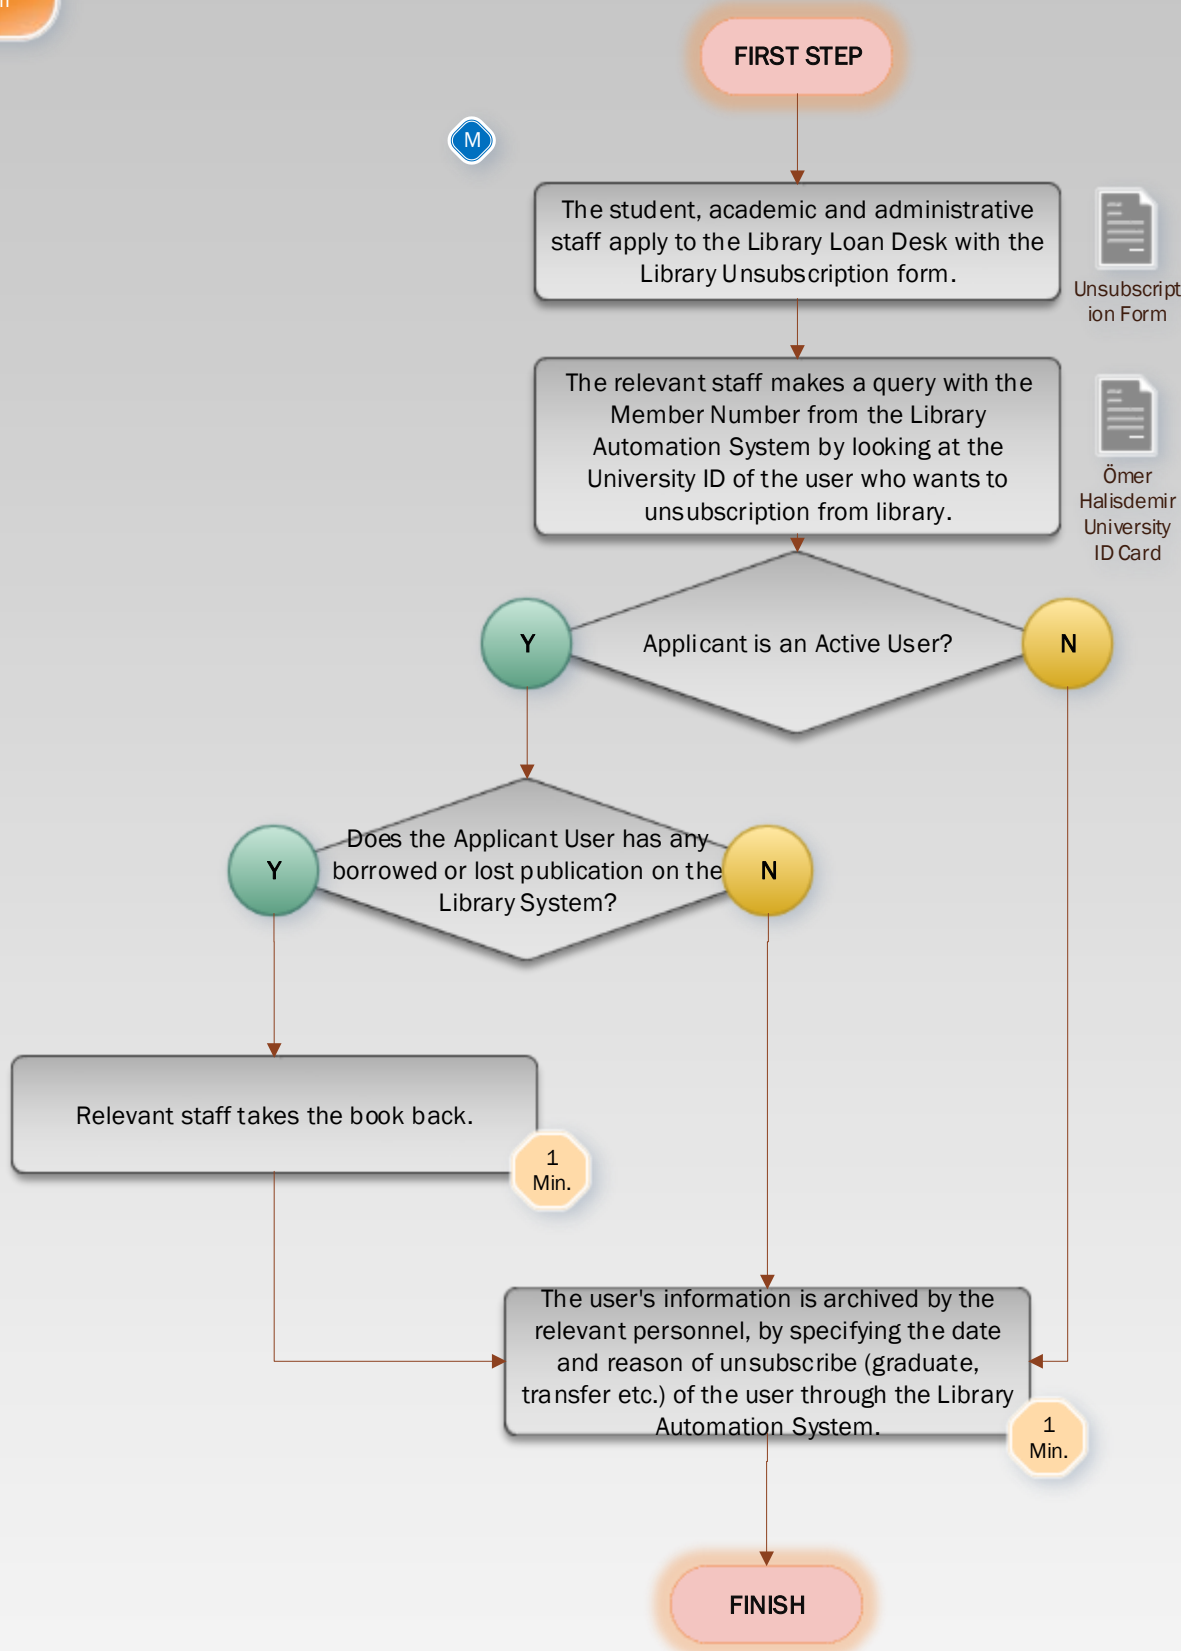 FIRST STEP
M
The student, academic and administrative
staff apply to the Library Loan Desk with the
Library Unsubscription form.
Unsubscript
ion Form
The relevant staff makes a query with the
Member Number from the Library
Automation System by looking at the
University ID of the user who wants to
unsubscription from library.
Ömer
Halisdemir
University
ID Card
Y
Applicant is an Active User?
N
Y
Does the Applicant User has any
borrowed or lost publication on the
Library System?
N
Relevant staff takes the book back.
1
Min.
The user's information is archived by the
relevant personnel, by specifying the date
and reason of unsubscribe (graduate,
transfer etc.) of the user through the Library
Automation System.
1
Min.
FINISH